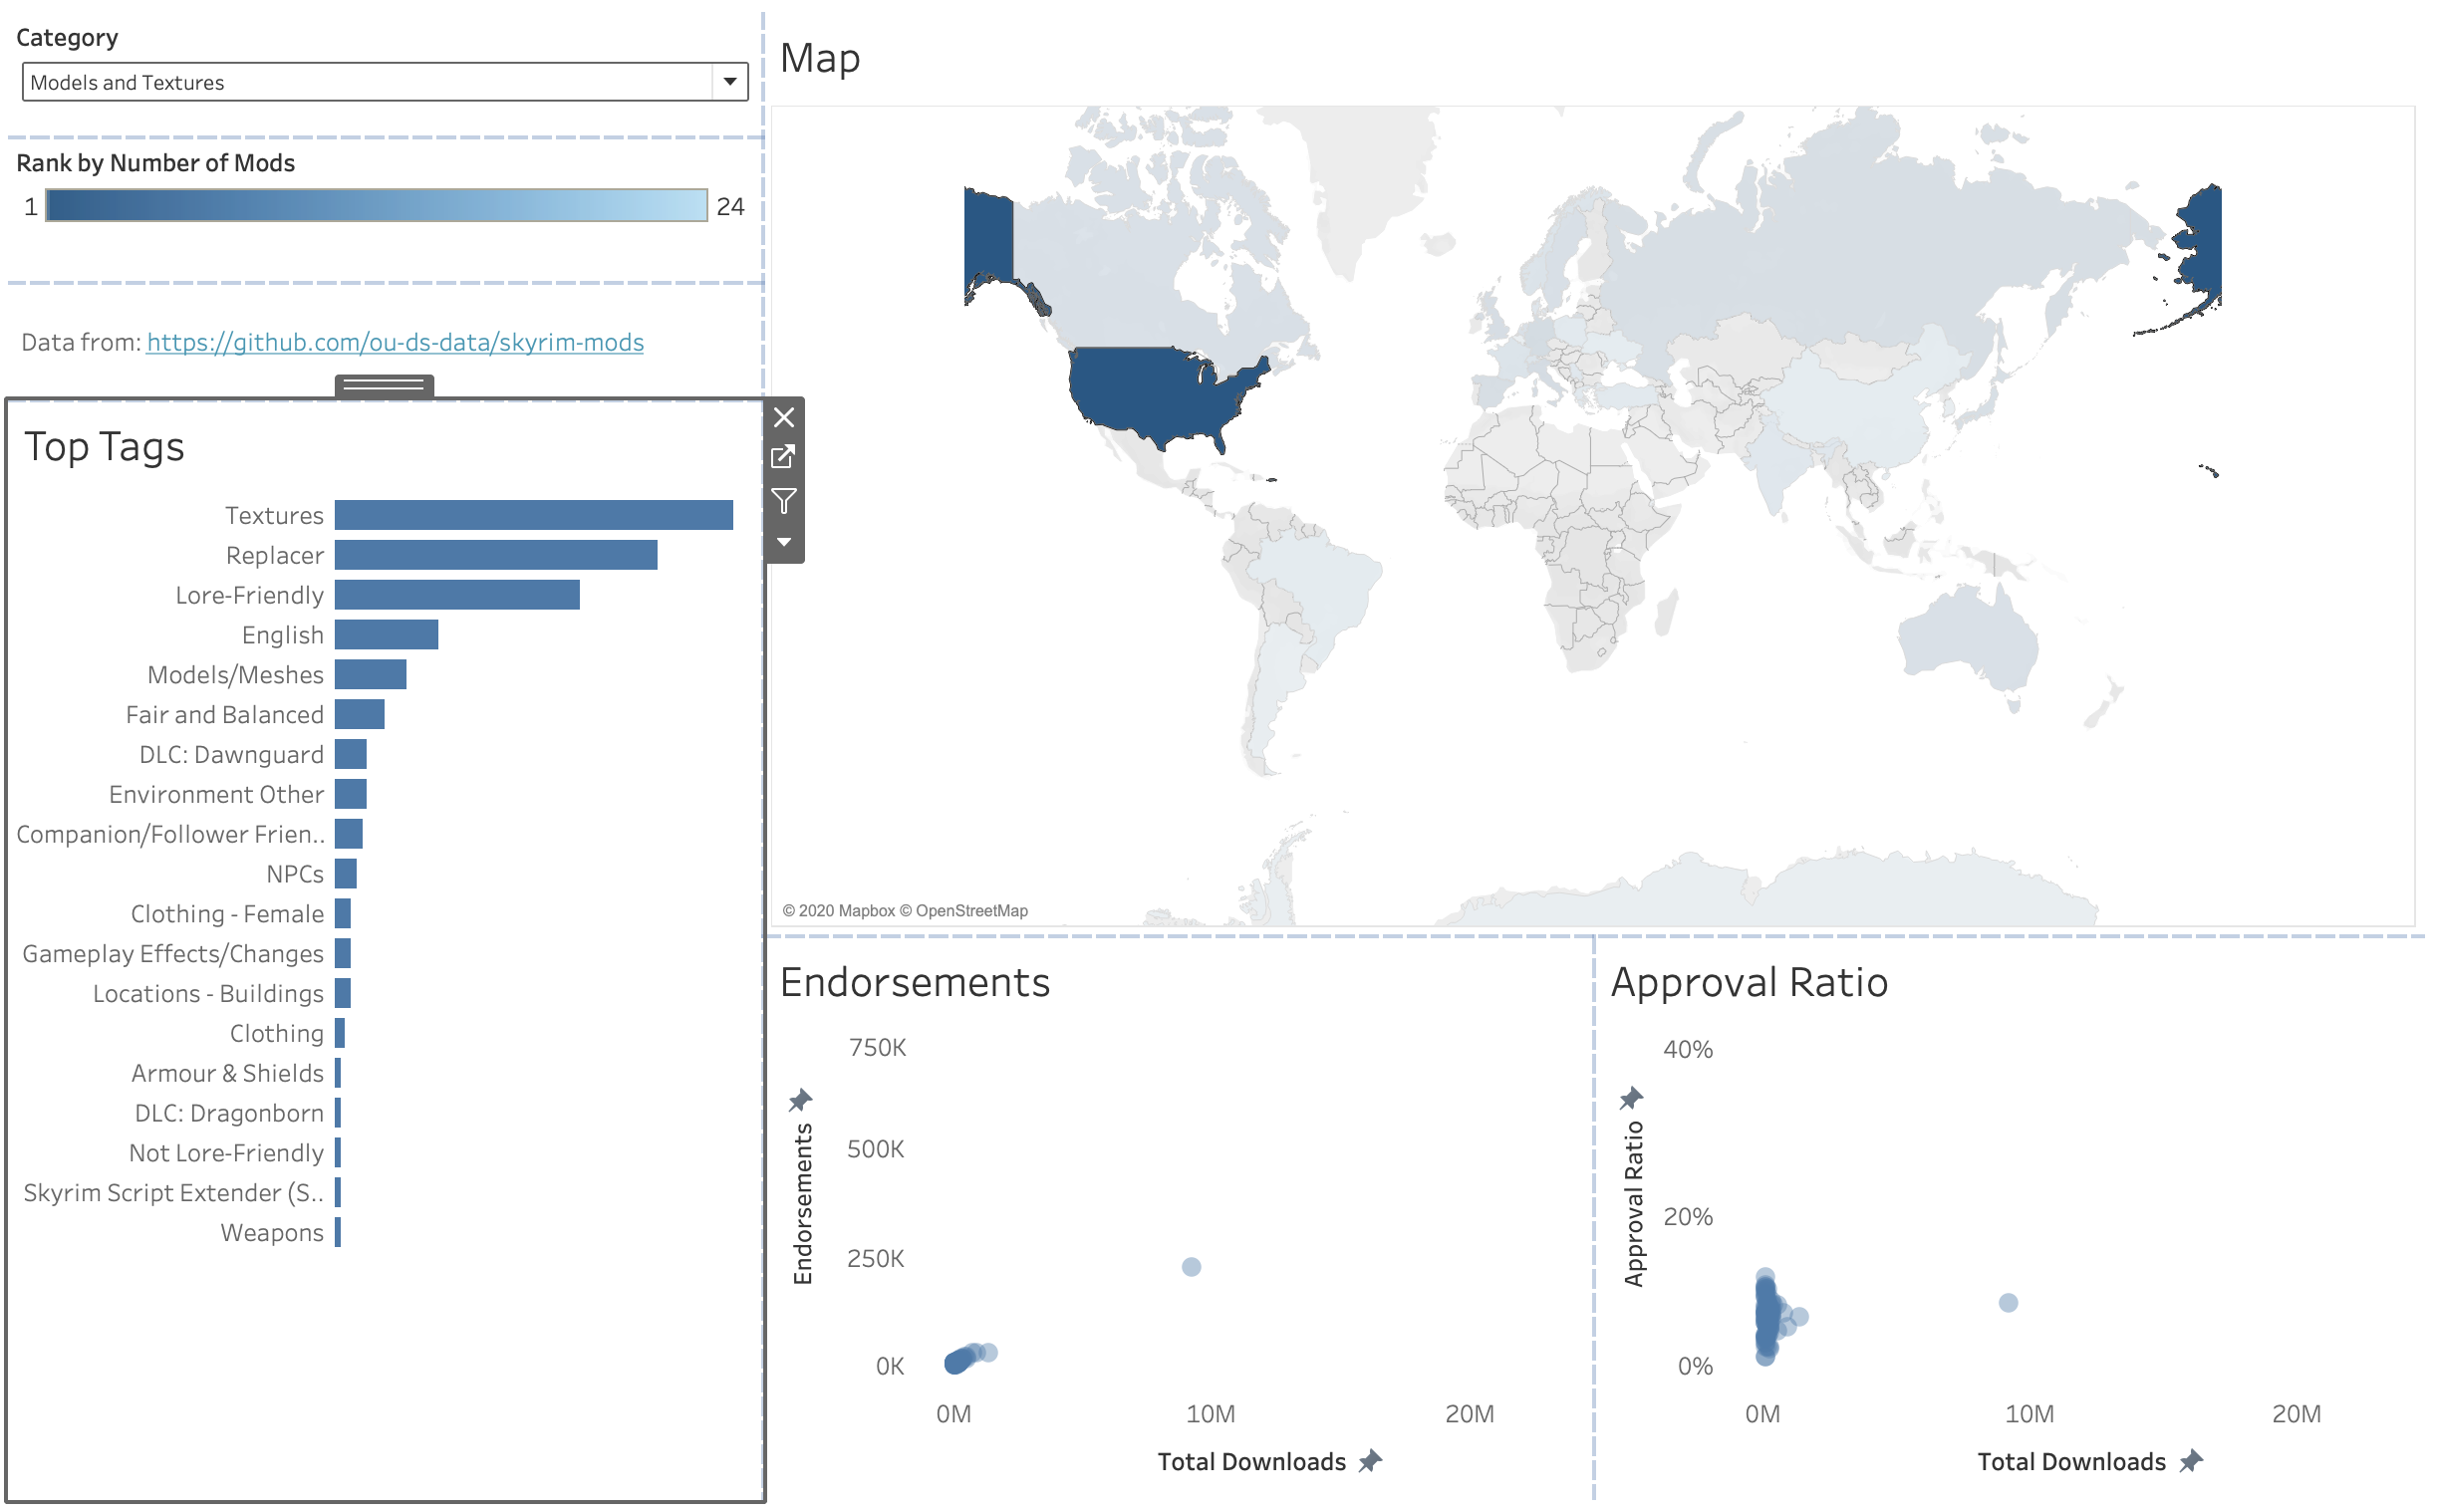 Category
Models and Textures
Rank by Number of Mods
1
24
Data from: https://github.com/ou-ds-data/skyrim-mods
Top Tags
Textures
Replacer
Lore-Friendly
English
Models/Meshes
Fair and Balanced
DLC: Dawnguard
Environment Other
Companion/Follower Frien..
NPCs
Clothing - Female
Gameplay Effects/Changes
Locations - Buildings
Clothing
Armour & Shields
DLC: Dragonborn
Not Lore-Friendly
Skyrim Script Extender (S..
Weapons
Map
© 2020 Mapbox © OpenStreetMap
Endorsements
750K
500K
250K
0K
Endorsements
0M
10M
20M
Total Downloads
Approval Ratio
40%
20%
0%
Approval Ratio
0M
10M
20M
Total Downloads